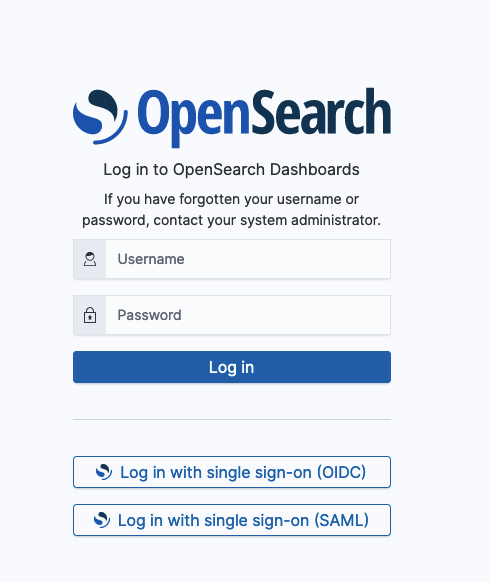 OpenSearch
Log in to OpenSearch Dashboards
If you have forgotten your username or
password, contact your system administrator.
Username
Password
Log in
Log in with single sign-on (OIDC)
Log in with single sign-on (SAML)